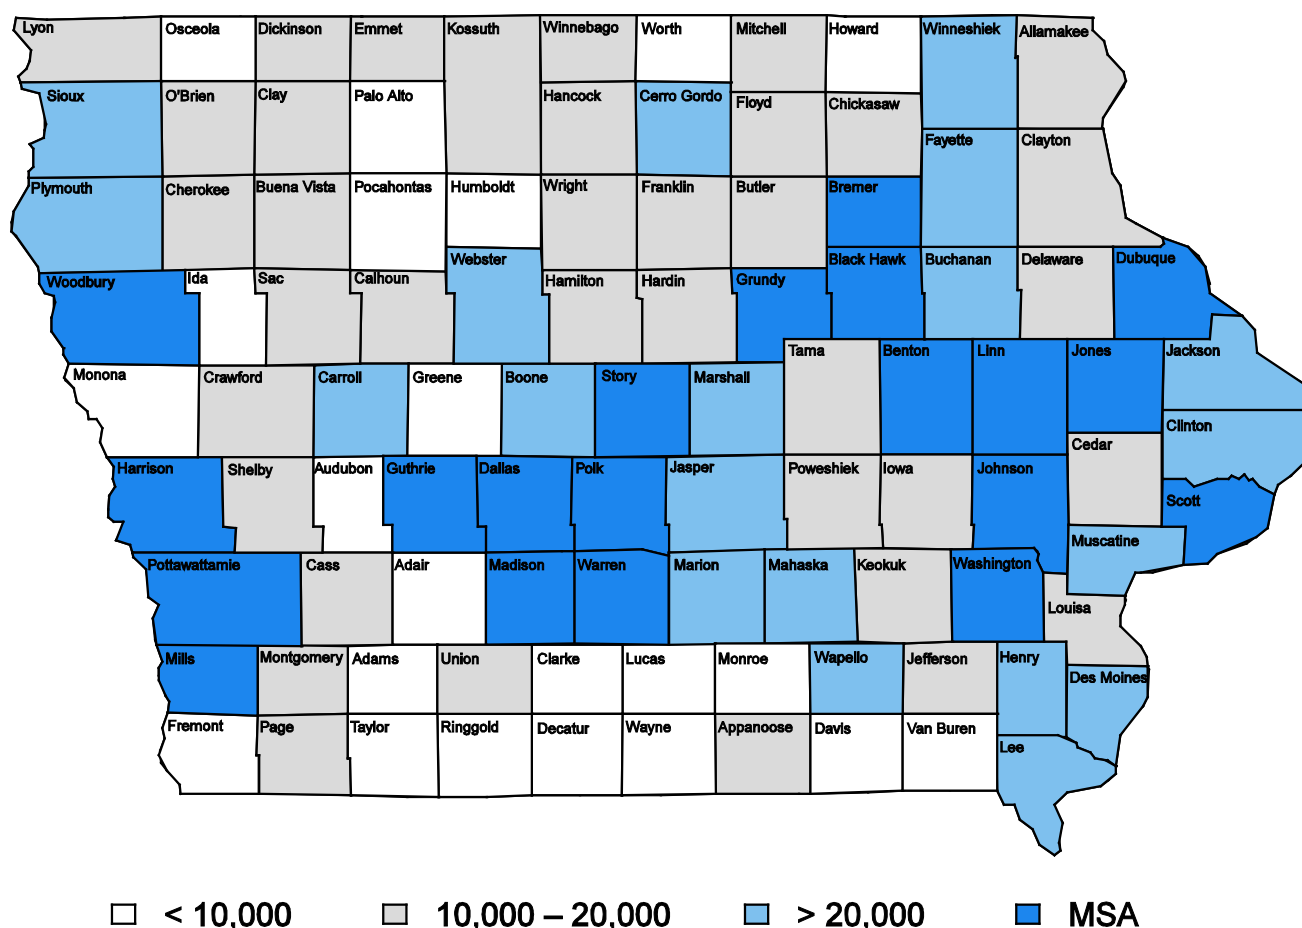 Lyon Osceola Dickinson Emmet Kossuth Winnebago Worth Mitchell Howard Winneshiek Allamakee
Sioux O'Brien Clay Palo Alto Hancock Cerro Gordo Floyd Chickasaw
Fayette Clayton
Plymouth Cherokee Buena Vista Pocahontas Humboldt Wright Franklin Butler Bremer
Webster Black Hawk Buchanan Delaware Dubuque
Woodbury Ida Sac Calhoun Hamilton Hardin Grundy
Tama Benton Linn Jones Jackson
Monona Crawford Carroll Greene Boone Story Marshall
Clinton
Cedar
Harrison Shelby Audubon Guthrie Dallas Polk Jasper Poweshiek Iowa Johnson
Scott
Muscatine
Pottawattamie Cass Adair Madison Warren Marion Mahaska Keokuk Washington
Louisa
Mills Montgomery Adams Union Clarke Lucas Monroe Wapello Jefferson Henry
Des Moines
Fremont Page Taylor Ringgold Decatur Wayne Appanoose Davis Van Buren
Lee
< 10,000 10,000 – 20,000 > 20,000 MSA